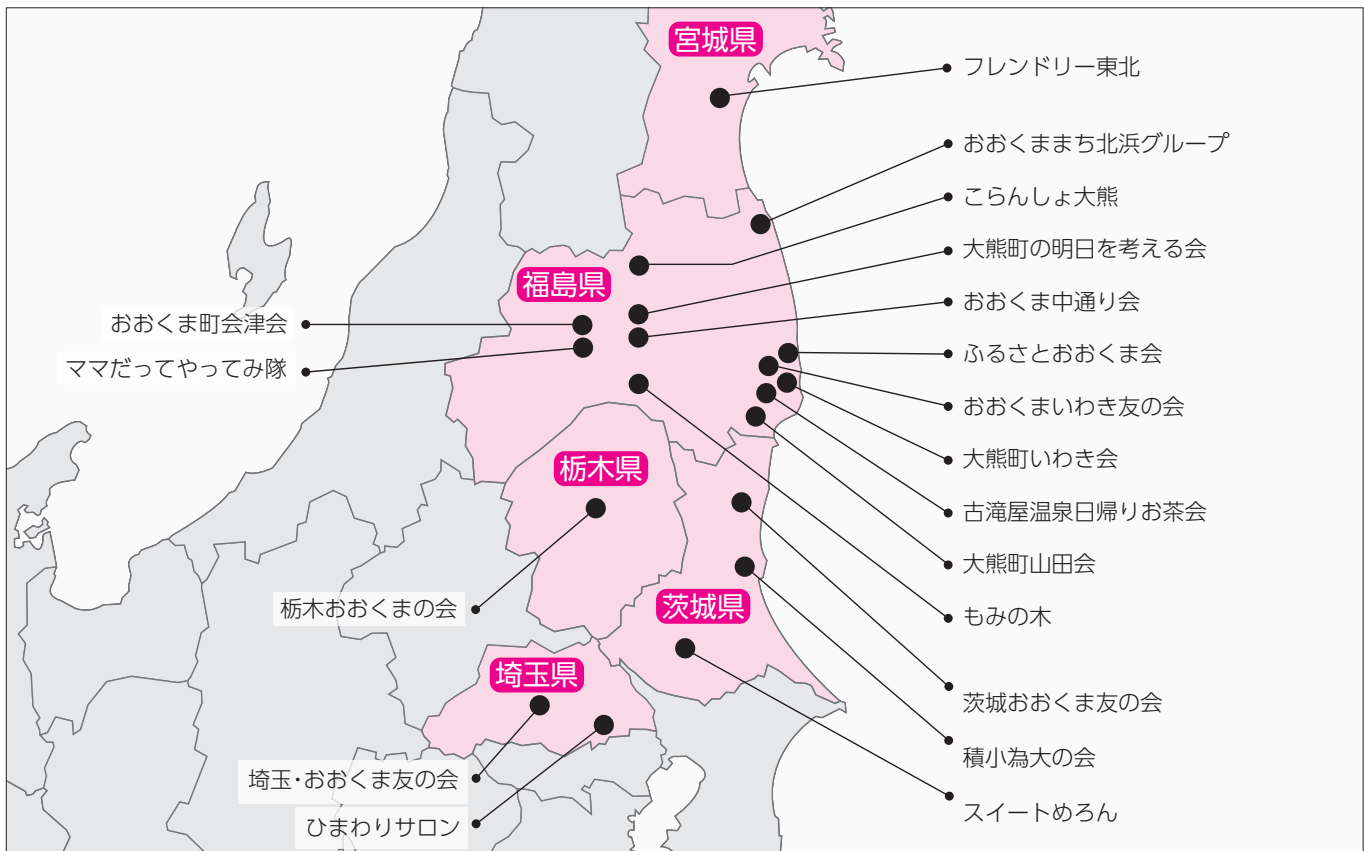 宮城県
フレンドリー東北
おおくままち北浜グループ
こらんしょ大熊
大熊町の明日を考える会
福島県
おおくま中通り会
おおくま町会津会
ふるさとおおくま会
ママだってやってみ隊
おおくまいわき友の会
大熊町いわき会
栃木県
古滝屋温泉日帰りお茶会
大熊町山田会
栃木おおくまの会
茨城県
もみの木
埼玉県
茨城おおくま友の会
積小為大の会
埼玉・おおくま友の会
スイートめろん
ひまわりサロン